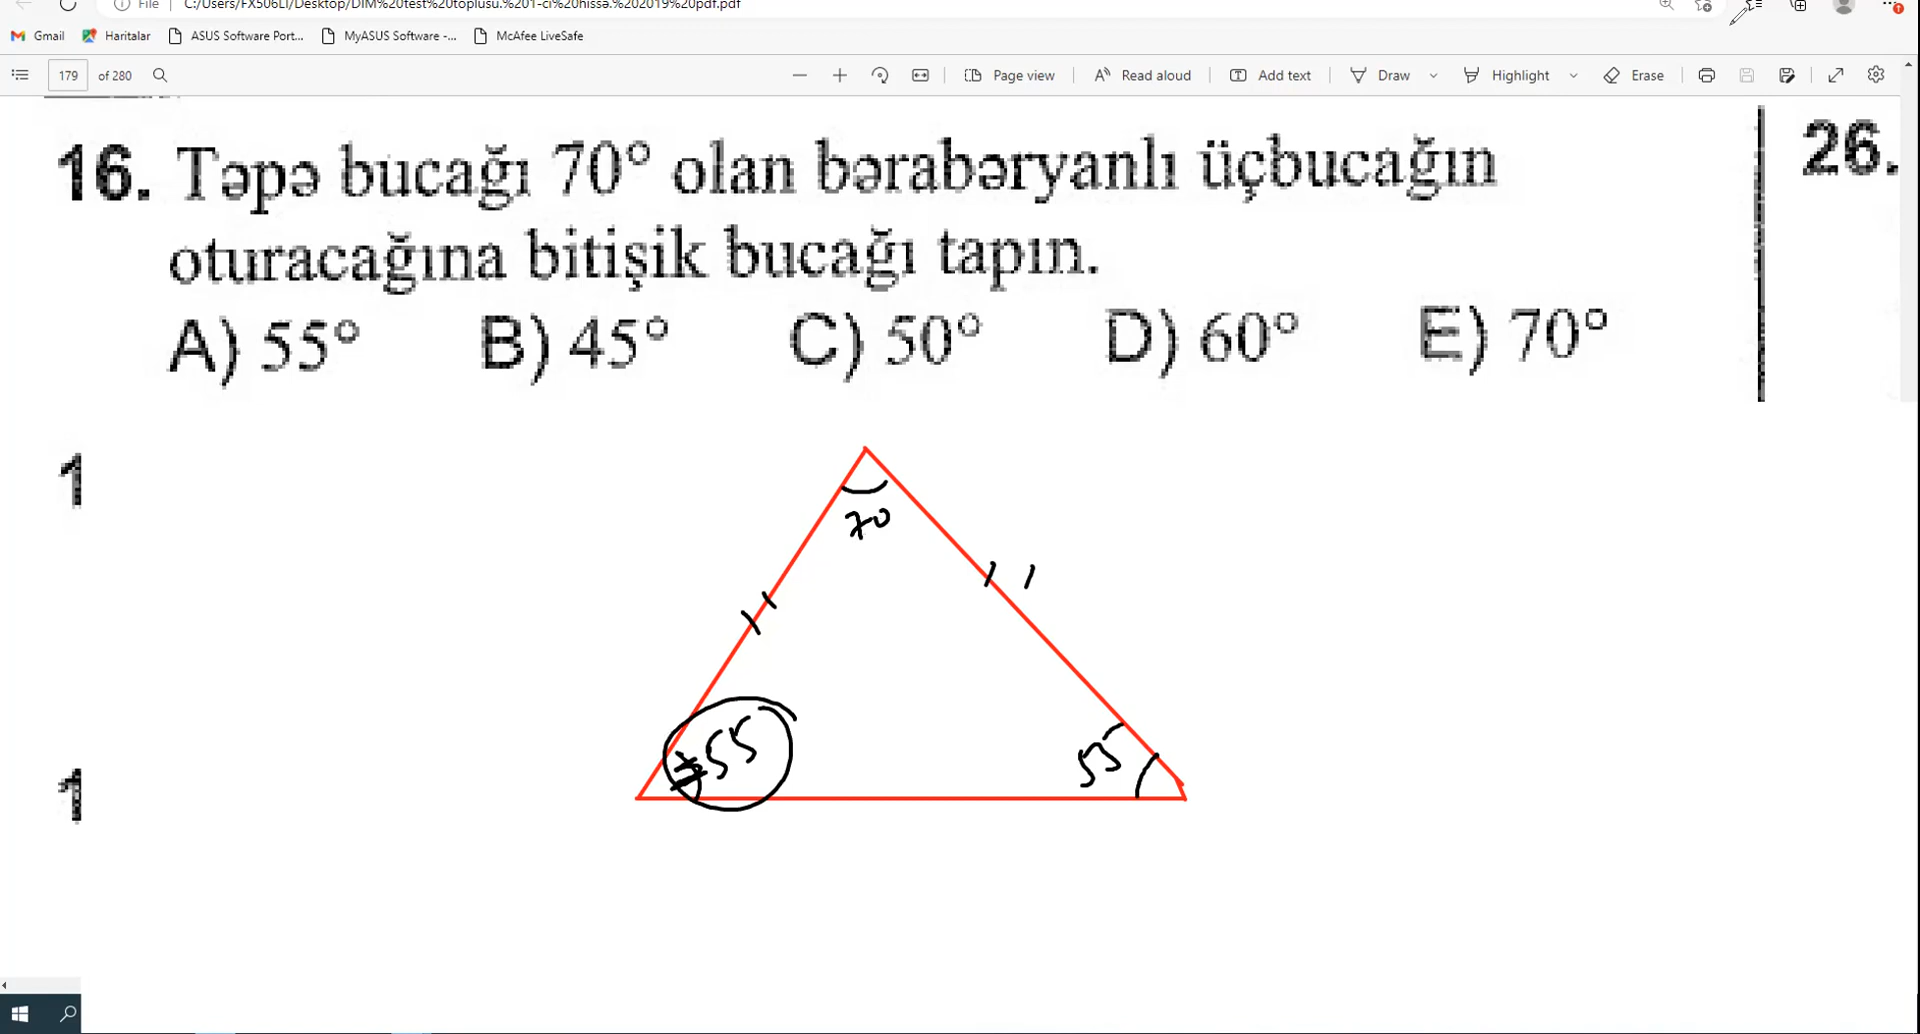 File | C:/Users/FX506LI/Desktop/DIM%20test%20toplusu.%201-ci%20hissə.%202019%20pdf.pdf
Gmail Haritalar ASUS Software Port... MyASUS Software -... McAfee LiveSafe
179 of 280 Page view Read aloud Add text Draw Highlight Erase
16. Təpə bucağı 70° olan bərabəryanlı üçbucağın
oturacağına bitişik bucağı tapın.
A) 55° B) 45° C) 50° D) 60° E) 70°
26.
1
70
55
55
1